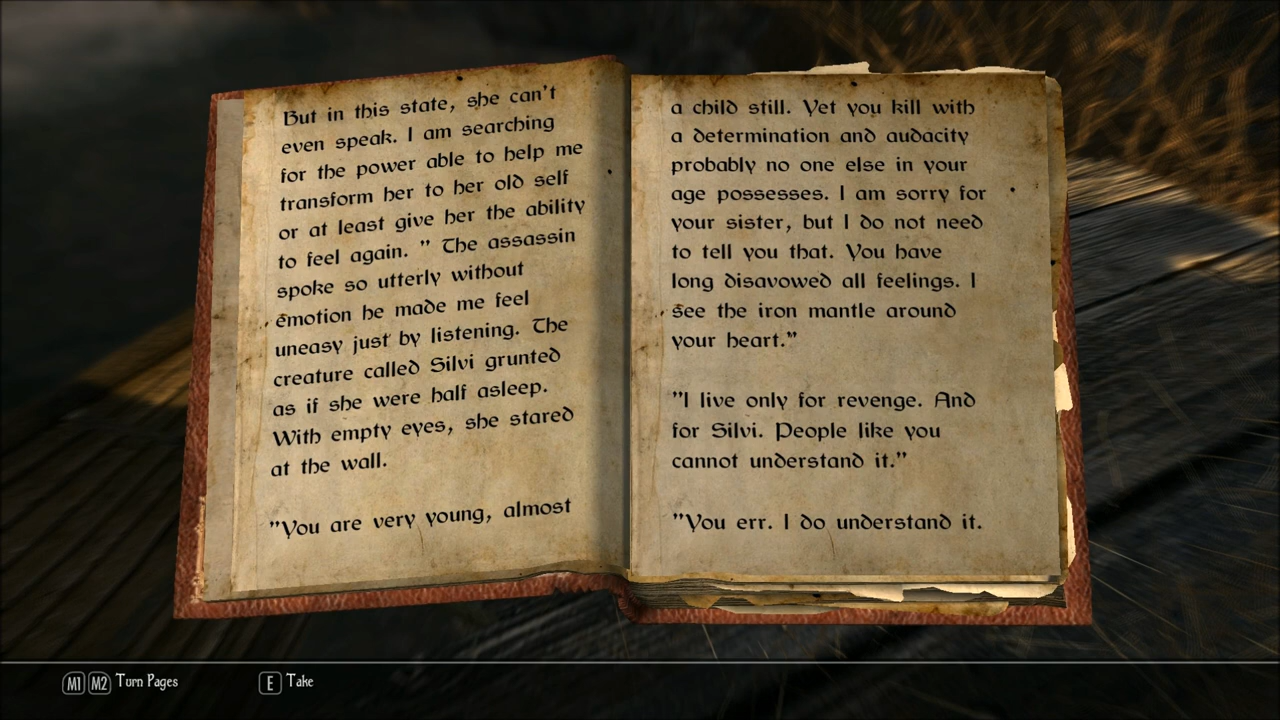 But in this state, she can't
even speak. I am searching
for the power able to help me
transform her to her old self
or at least give her the ability
to feel again. " The assassin
spoke so utterly without
emotion he made me feel
uneasy just by listening. The
creature called Silvi grunted
as if she were half asleep.
With empty eyes, she stared
at the wall.
"You are very young, almost
a child still. Yet you kill with
a determination and audacity
probably no one else in your
age possesses. I am sorry for
your sister, but I do not need
to tell you that. You have
long disavowed all feelings. I
see the iron mantle around
your heart."
"I live only for revenge. And
for Silvi. People like you
cannot understand it."
"You err. I do understand it.
M1 M2 Turn Pages
E Take